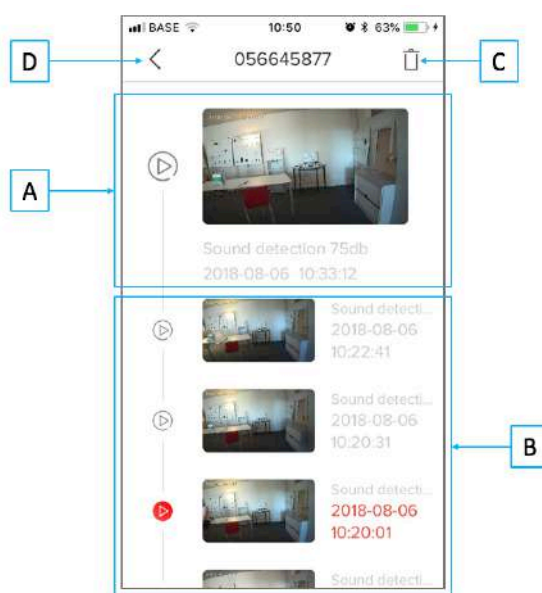 BASE 10:50 63%
D 056645877 C
A
Sound detection 75db
2018-08-06 10:33:12
Sound detecti...
2018-08-06
10:22:41
Sound detecti...
2018-08-06
10:20:31
B
Sound detecti...
2018-08-06
10:20:01
Sound detecti...